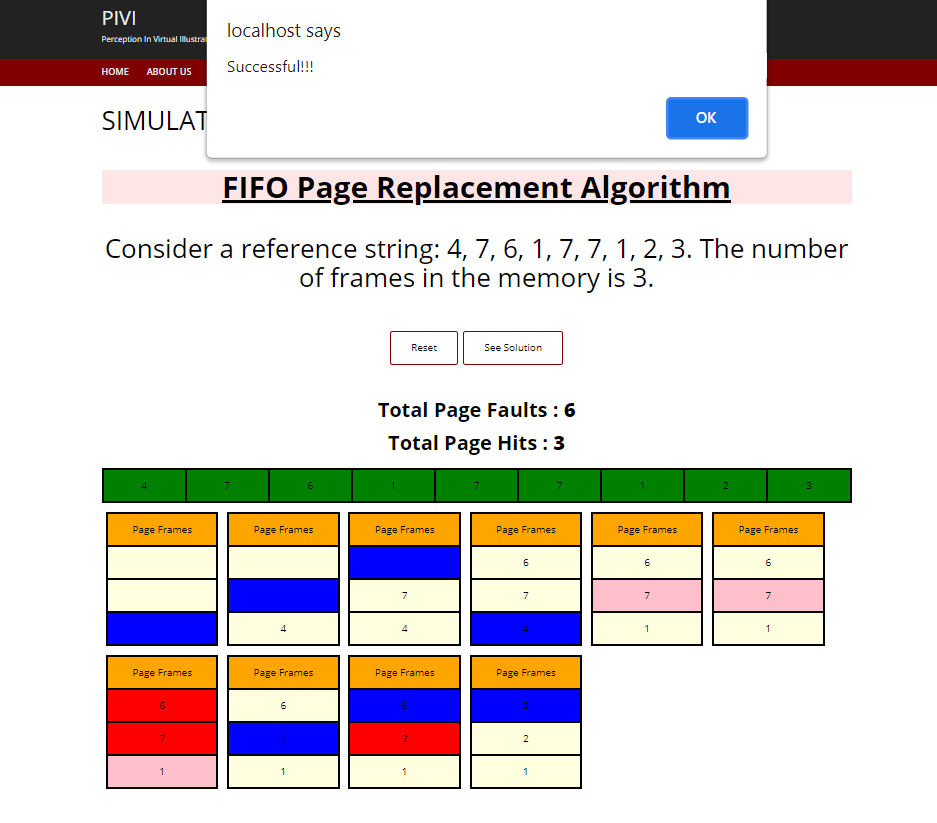 PIVI
Perception In Virtual Illustrat
HOME ABOUT US
localhost says
Successful!!!
OK
SIMULAT
FIFO Page Replacement Algorithm
Consider a reference string: 4, 7, 6, 1, 7, 7, 1, 2, 3. The number
of frames in the memory is 3.
Reset See Solution
Total Page Faults : 6
Total Page Hits : 3
4 7 6 1 7 7 1 2 3
Page Frames Page Frames Page Frames Page Frames Page Frames Page Frames
6 6 6
7 7 7 7
4 4 4 1 1
Page Frames Page Frames Page Frames Page Frames
6 6 6 3
7 7 2 2
1 1 1 1